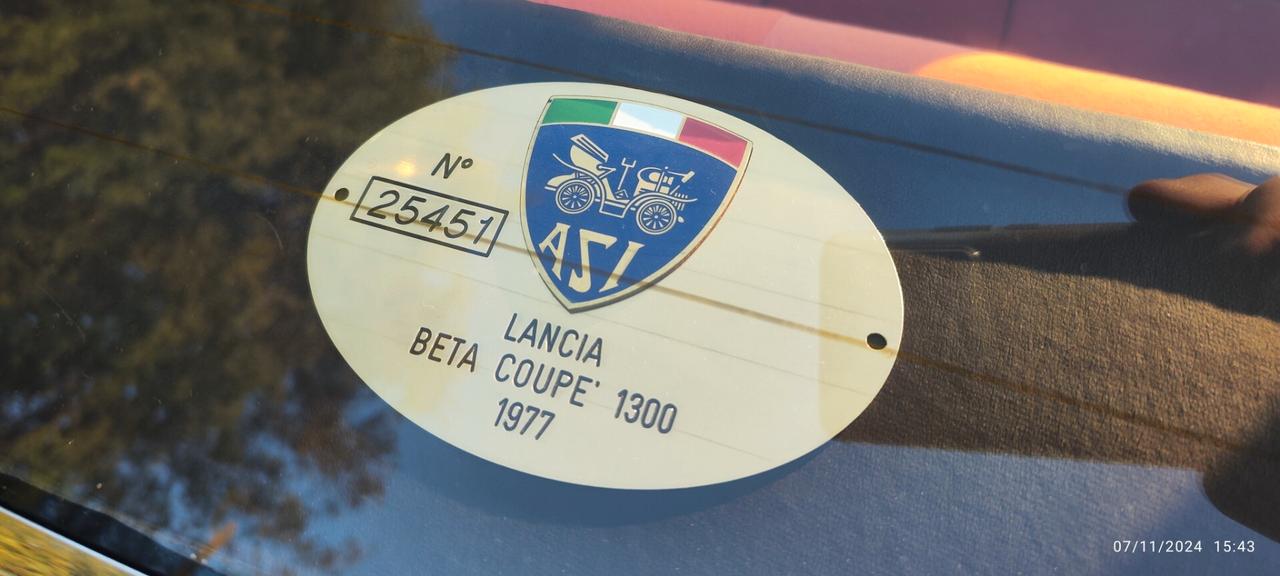 N°
25451
ASI
LANCIA
BETA COUPE' 1300
1977
07/11/2024 15:43